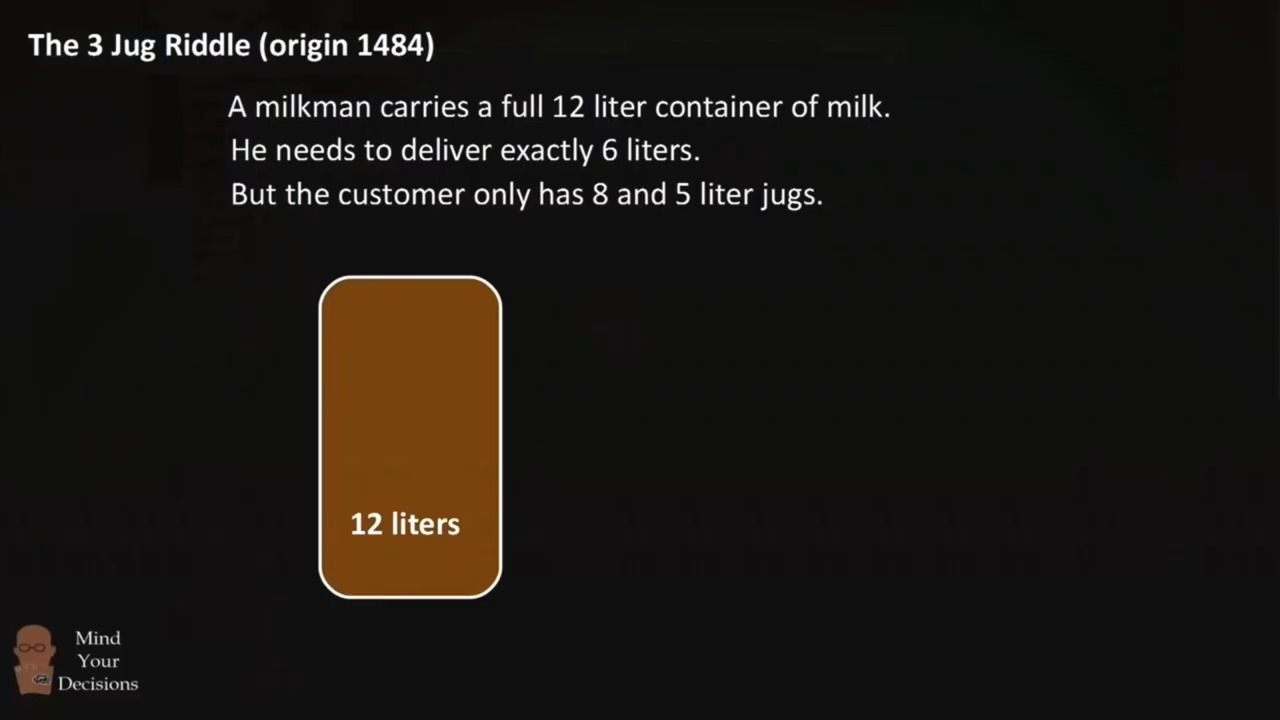 The 3 Jug Riddle (origin 1484)
A milkman carries a full 12 liter container of milk.
He needs to deliver exactly 6 liters.
But the customer only has 8 and 5 liter jugs.
12 liters
Mind
Your
Decisions